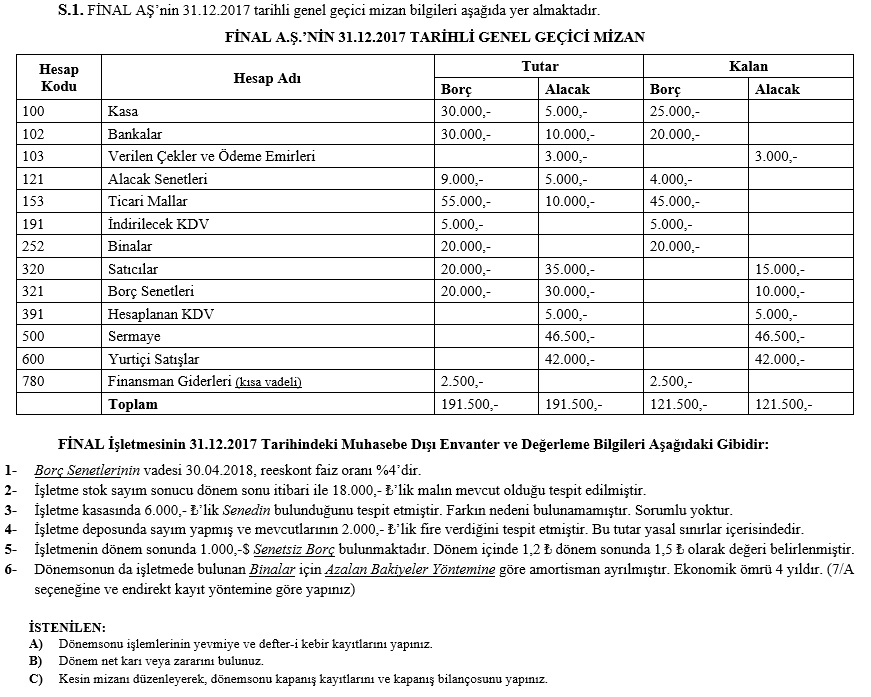 S.1. FİNAL AŞ'nin 31.12.2017 tarihli genel geçici mizan bilgileri aşağıda yer almaktadır.
FİNAL A.Ş.'NİN 31.12.2017 TARİHLİ GENEL GEÇİCİ MİZAN
Hesap Kodu Hesap Adı Tutar Kalan
Borç Alacak Borç Alacak
100 Kasa 30.000,- 5.000,- 25.000,-
102 Bankalar 30.000,- 10.000,- 20.000,-
103 Verilen Çekler ve Ödeme Emirleri 3.000,- 3.000,-
121 Alacak Senetleri 9.000,- 5.000,- 4.000,-
153 Ticari Mallar 55.000,- 10.000,- 45.000,-
191 İndirilecek KDV 5.000,- 5.000,-
252 Binalar 20.000,- 20.000,-
320 Satıcılar 20.000,- 35.000,- 15.000,-
321 Borç Senetleri 20.000,- 30.000,- 10.000,-
391 Hesaplanan KDV 5.000,- 5.000,-
500 Sermaye 46.500,- 46.500,-
600 Yurtiçi Satışlar 42.000,- 42.000,-
780 Finansman Giderleri (kısa vadeli) 2.500,- 2.500,-
Toplam 191.500,- 191.500,- 121.500,- 121.500,-
FİNAL İşletmesinin 31.12.2017 Tarihindeki Muhasebe Dışı Envanter ve Değerleme Bilgileri Aşağıdaki Gibidir:
1- Borç Senetlerinin vadesi 30.04.2018, reeskont faiz oranı %4'dir.
2- İşletme stok sayım sonucu dönem sonu itibari ile 18.000,- ₺'lik malın mevcut olduğu tespit edilmiştir.
3- İşletme kasasında 6.000,- ₺'lik Senedin bulunduğunu tespit etmiştir. Farkın nedeni bulunamamıştır. Sorumlu yoktur.
4- İşletme deposunda sayım yapmış ve mevcutlarının 2.000,- ₺'lik fire verdiğini tespit etmiştir. Bu tutar yasal sınırlar içerisindedir.
5- İşletmenin dönem sonunda 1.000,-$ Senetsiz Borç bulunmaktadır. Dönem içinde 1,2 ₺ dönem sonunda 1,5 ₺ olarak değeri belirlenmiştir.
6- Dönemsonun da işletmede bulunan Binalar için Azalan Bakiyeler Yöntemine göre amortisman ayrılmıştır. Ekonomik ömrü 4 yıldır. (7/A
seçeneğine ve endirekt kayıt yöntemine göre yapınız)
İSTENİLEN:
A) Dönemsonu işlemlerinin yevmiye ve defter-i kebir kayıtlarını yapınız.
B) Dönem net karı veya zararını bulunuz.
C) Kesin mizanı düzenleyerek, dönemsonu kapanış kayıtlarını ve kapanış bilançosunu yapınız.